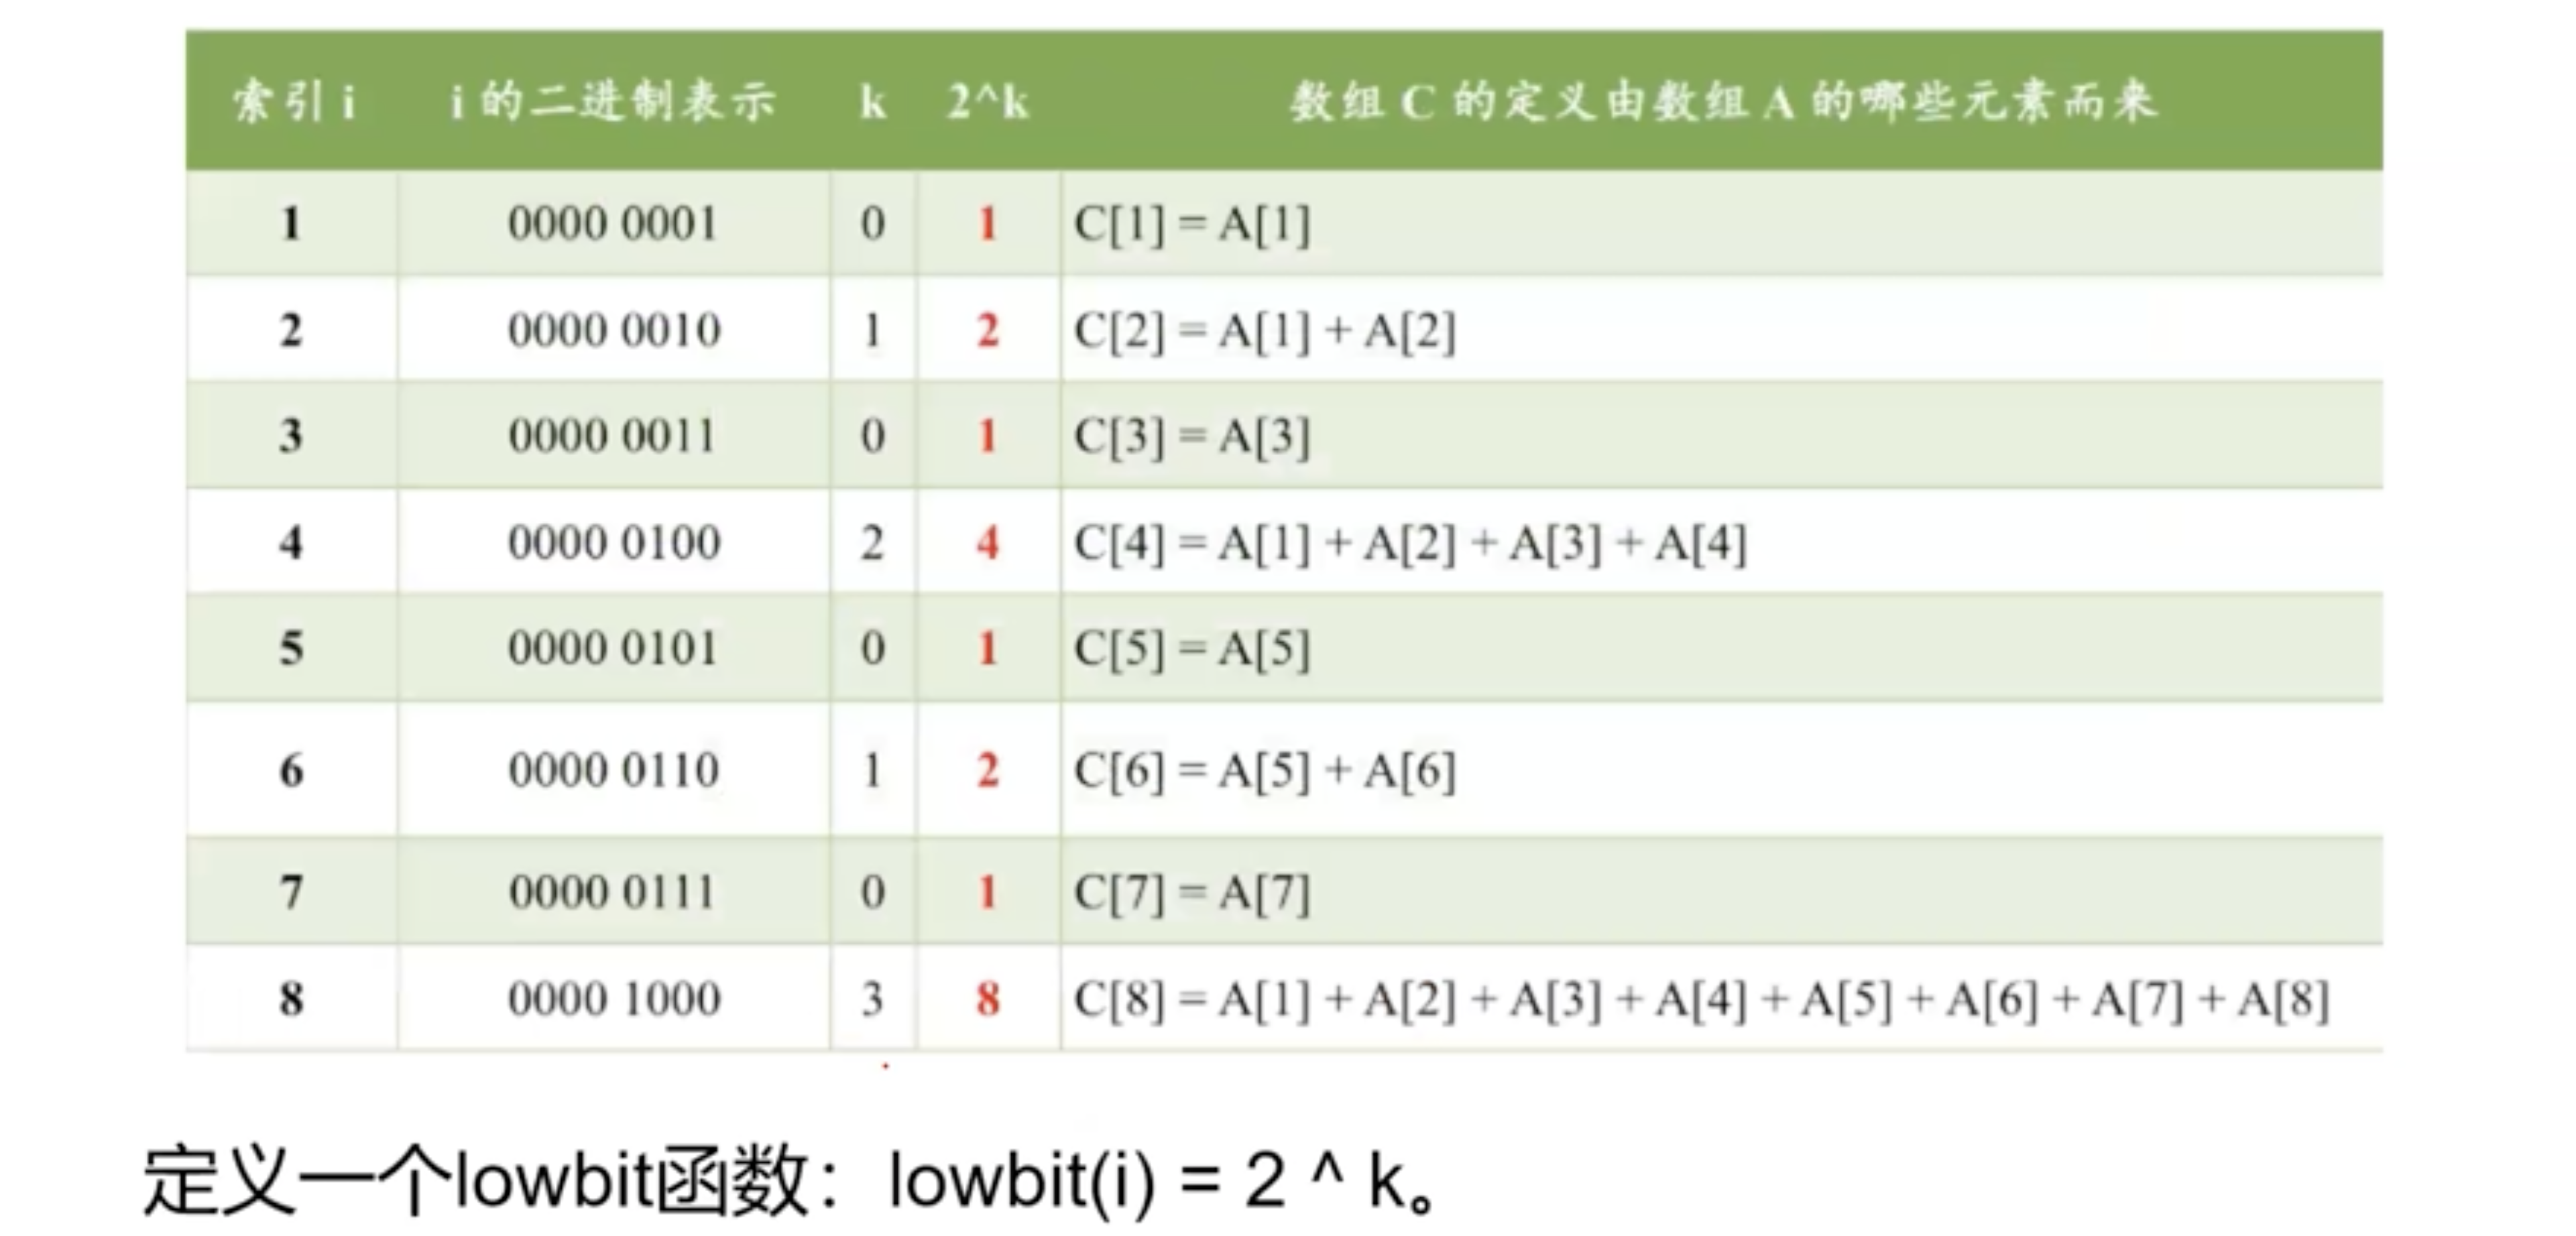 索引 i i 的二进制表示 k 2^k 数组 C 的定义由数组 A 的哪些元素而来
1 0000 0001 0 1 C[1] = A[1]
2 0000 0010 1 2 C[2] = A[1] + A[2]
3 0000 0011 0 1 C[3] = A[3]
4 0000 0100 2 4 C[4] = A[1] + A[2] + A[3] + A[4]
5 0000 0101 0 1 C[5] = A[5]
6 0000 0110 1 2 C[6] = A[5] + A[6]
7 0000 0111 0 1 C[7] = A[7]
8 0000 1000 3 8 C[8] = A[1] + A[2] + A[3] + A[4] + A[5] + A[6] + A[7] + A[8]
定义一个lowbit函数：lowbit(i) = 2 ^ k。